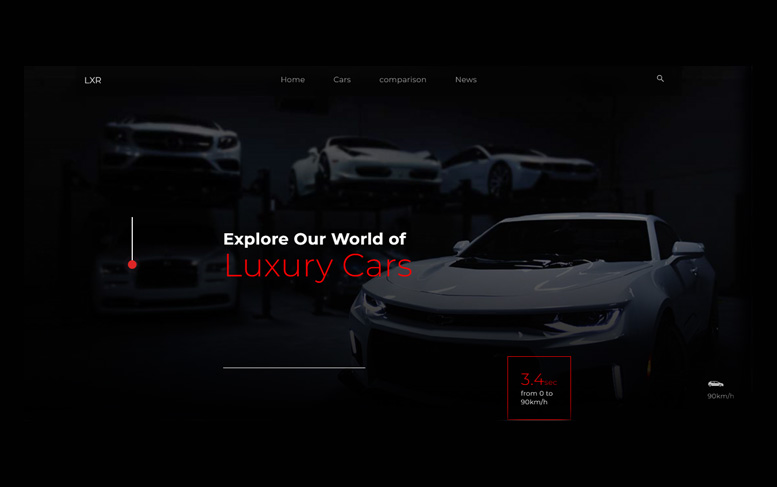 LXR
Home Cars comparison News
Explore Our World of
Luxury Cars
3.4sec
from 0 to
90km/h
90km/h